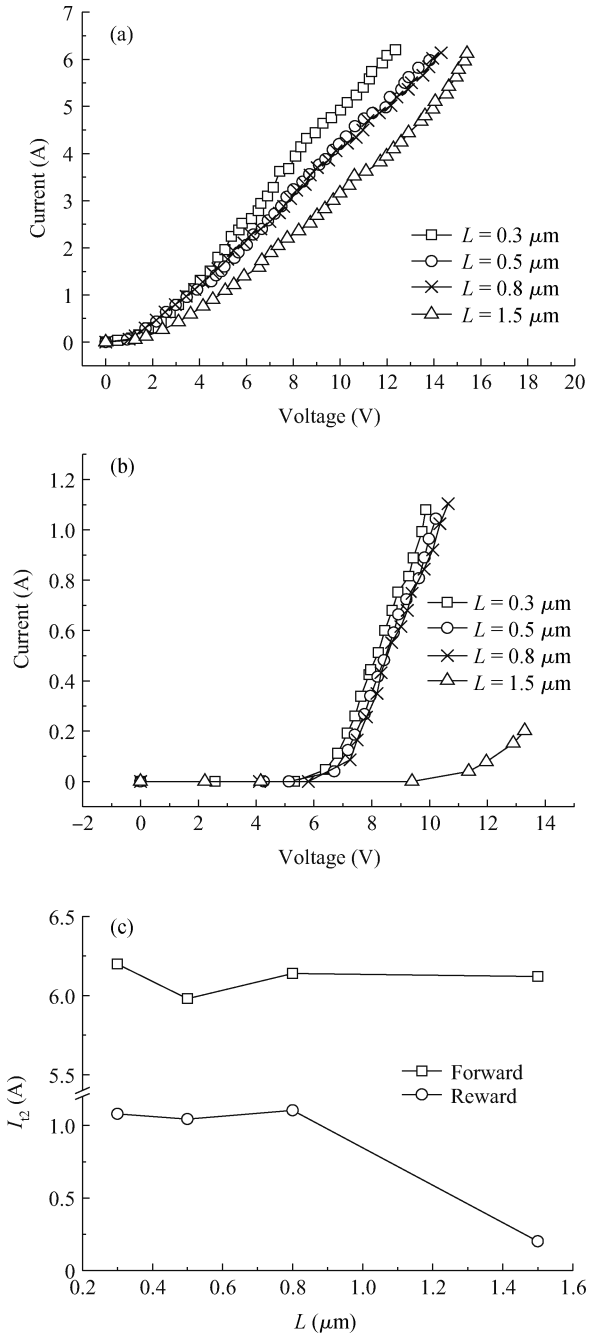 (a)
7
6
5
4
3
2
1
0
Current (A)
L = 0.3 μm
L = 0.5 μm
L = 0.8 μm
L = 1.5 μm
0 2 4 6 8 10 12 14 16 18 20
Voltage (V)
(b)
1.2
1.0
0.8
0.6
0.4
0.2
0
Current (A)
L = 0.3 μm
L = 0.5 μm
L = 0.8 μm
L = 1.5 μm
−2 0 2 4 6 8 10 12 14
Voltage (V)
(c)
6.5
6.0
5.5
1.0
0.5
0
It2 (A)
Forward
Reward
0.2 0.4 0.6 0.8 1.0 1.2 1.4 1.6
L (μm)